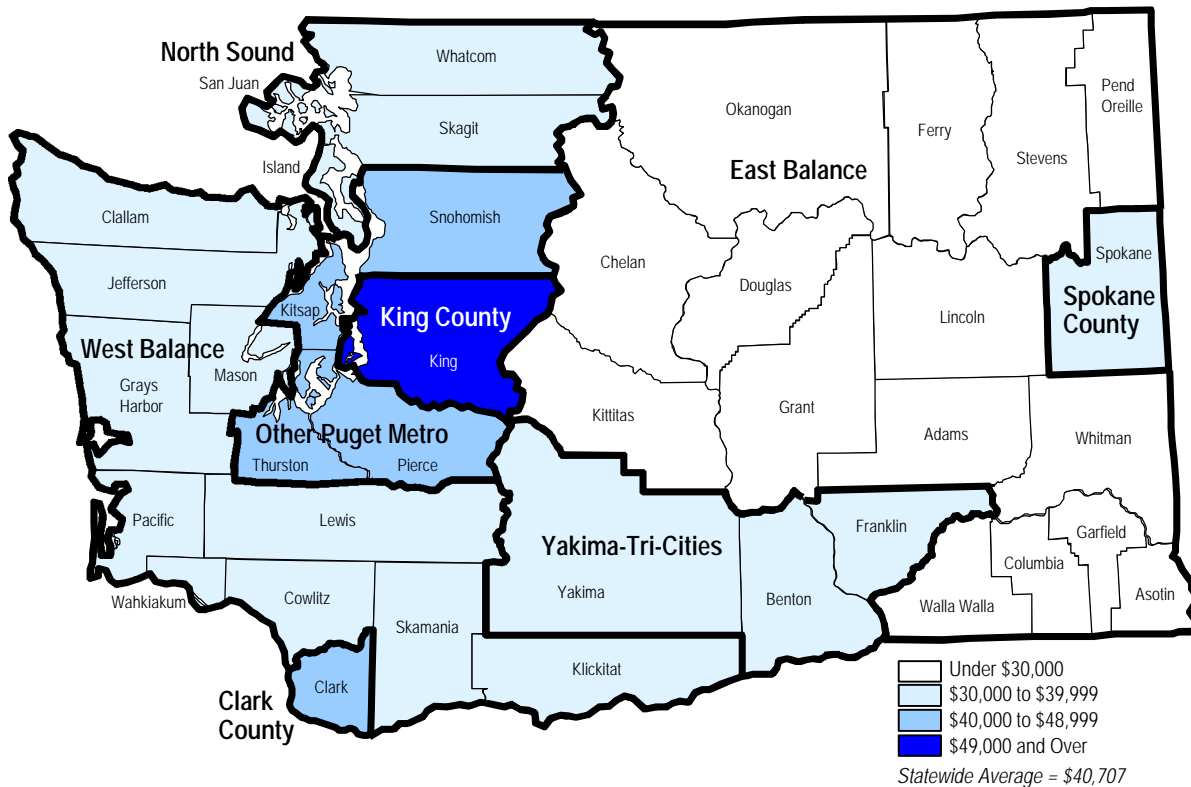 North Sound
San Juan
Whatcom
Skagit
Island
Clallam
Snohomish
Jefferson
Kitsap
King County
King
West Balance
Mason
Grays
Harbor
Other Puget Metro
Thurston
Pierce
Pacific
Lewis
Wahkiakum
Cowlitz
Skamania
Clark
Clark
County
Okanogan
Ferry
Stevens
Pend
Oreille
East Balance
Chelan
Douglas
Lincoln
Spokane
Spokane
County
Kittitas
Grant
Adams
Whitman
Yakima-Tri-Cities
Yakima
Benton
Franklin
Klickitat
Walla Walla
Columbia
Garfield
Asotin
Under $30,000
$30,000 to $39,999
$40,000 to $48,999
$49,000 and Over
Statewide Average = $40,707